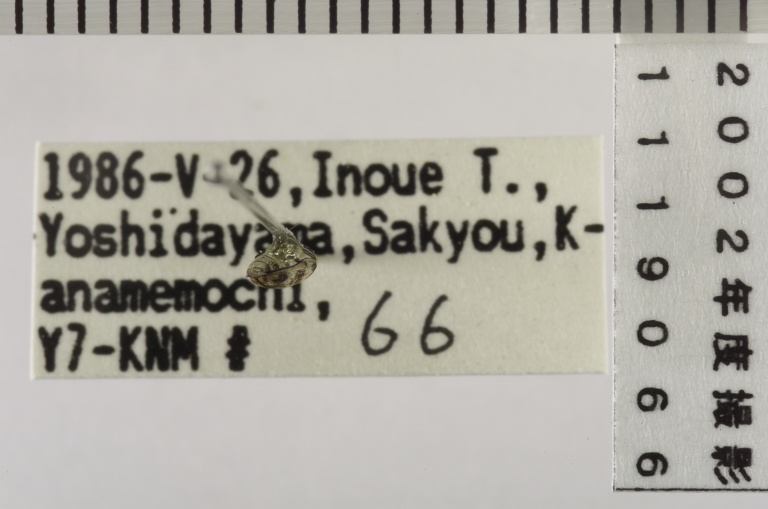 1986-V-26,Inoue T.,
Yoshidayama,Sakyou,K-
anamemochi,
Y7-KNM # 66
2002年度撮影
1119066